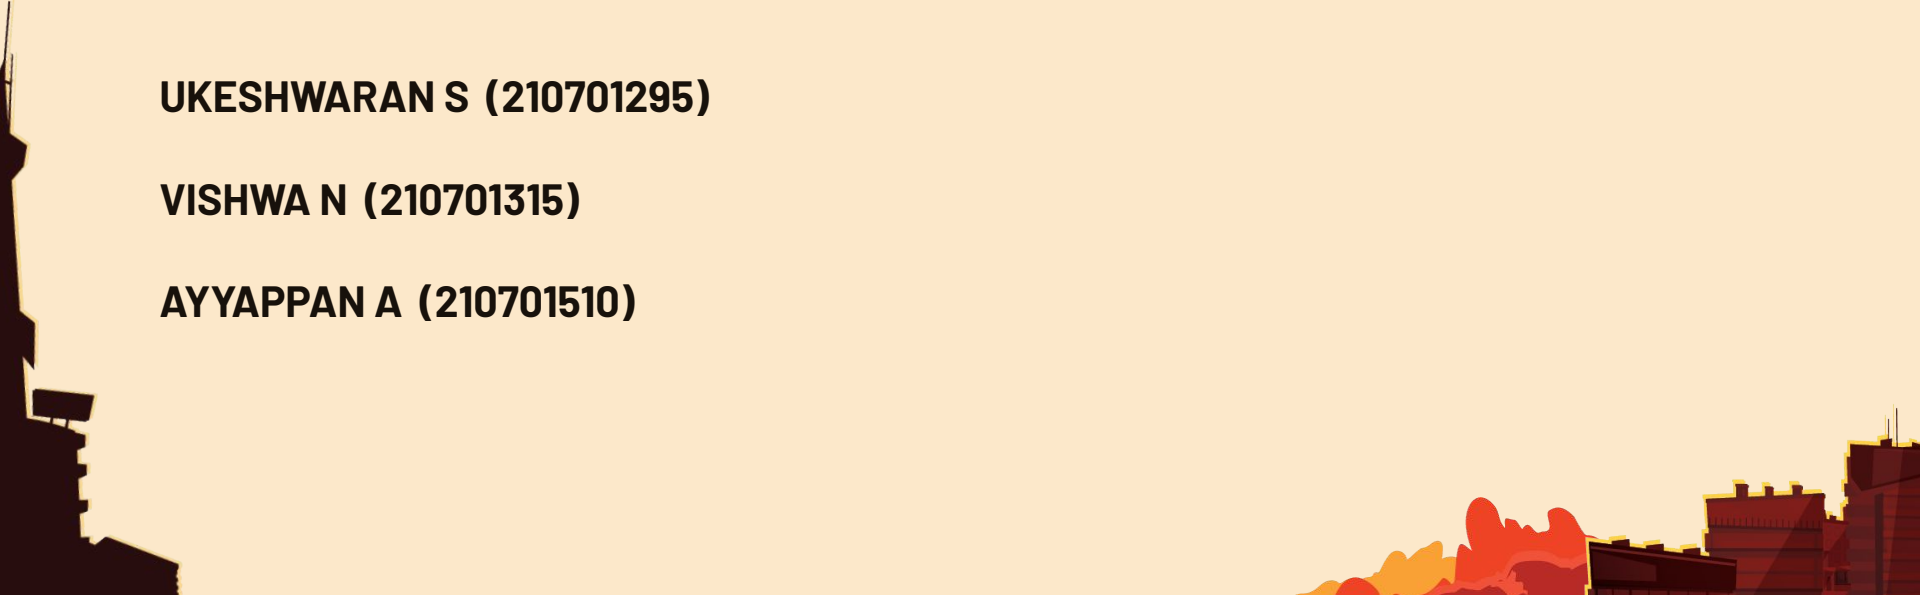 UKESHWARAN S (210701295)
VISHWA N (210701315)
AYYAPPAN A (210701510)